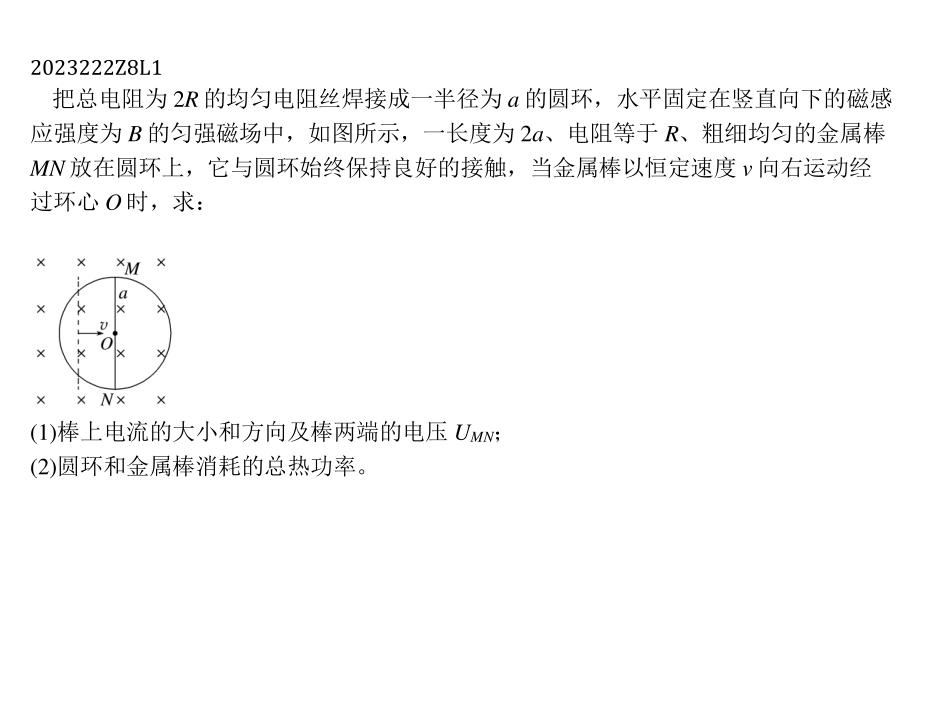 2023222Z8L1
把总电阻为 2R 的均匀电阻丝焊接成一半径为 a 的圆环，水平固定在竖直向下的磁感
应强度为 B 的匀强磁场中，如图所示，一长度为 2a、电阻等于 R、粗细均匀的金属棒
MN 放在圆环上，它与圆环始终保持良好的接触，当金属棒以恒定速度 v 向右运动经
过环心 O 时，求：
× × × ×
M
a
× × × ×
v
O
× × × ×
× × N × ×
(1)棒上电流的大小和方向及棒两端的电压 UMN；
(2)圆环和金属棒消耗的总热功率。